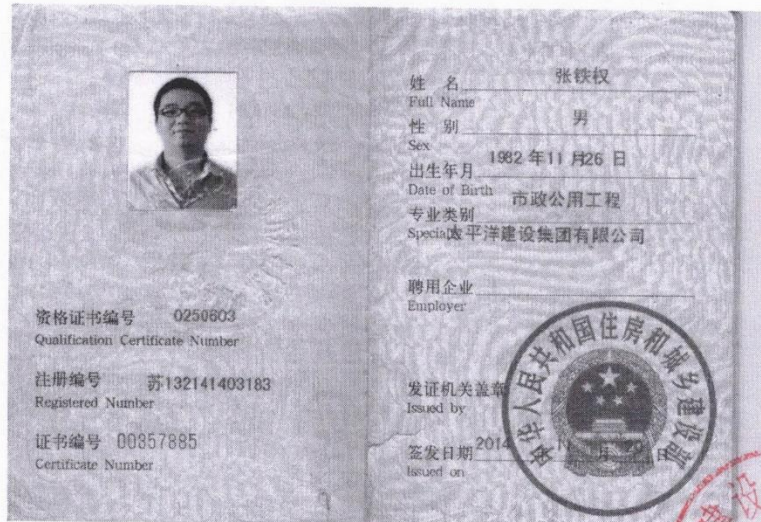 资格证书编号 0250603
Qualification Certificate Number
注册编号 苏132141403183
Registered Number
证书编号 00357885
Certificate Number
姓 名 张铁权
Full Name
性 别 男
Sex
出生年月 1982 年11 月26 日
Date of Birth
市政公用工程
专业类别
太平洋建设集团有限公司
聘用企业
Employer
发证机关盖章
Issued by
签发日期 2014
Issued on
中华人民共和国住房和城乡建设部
建设